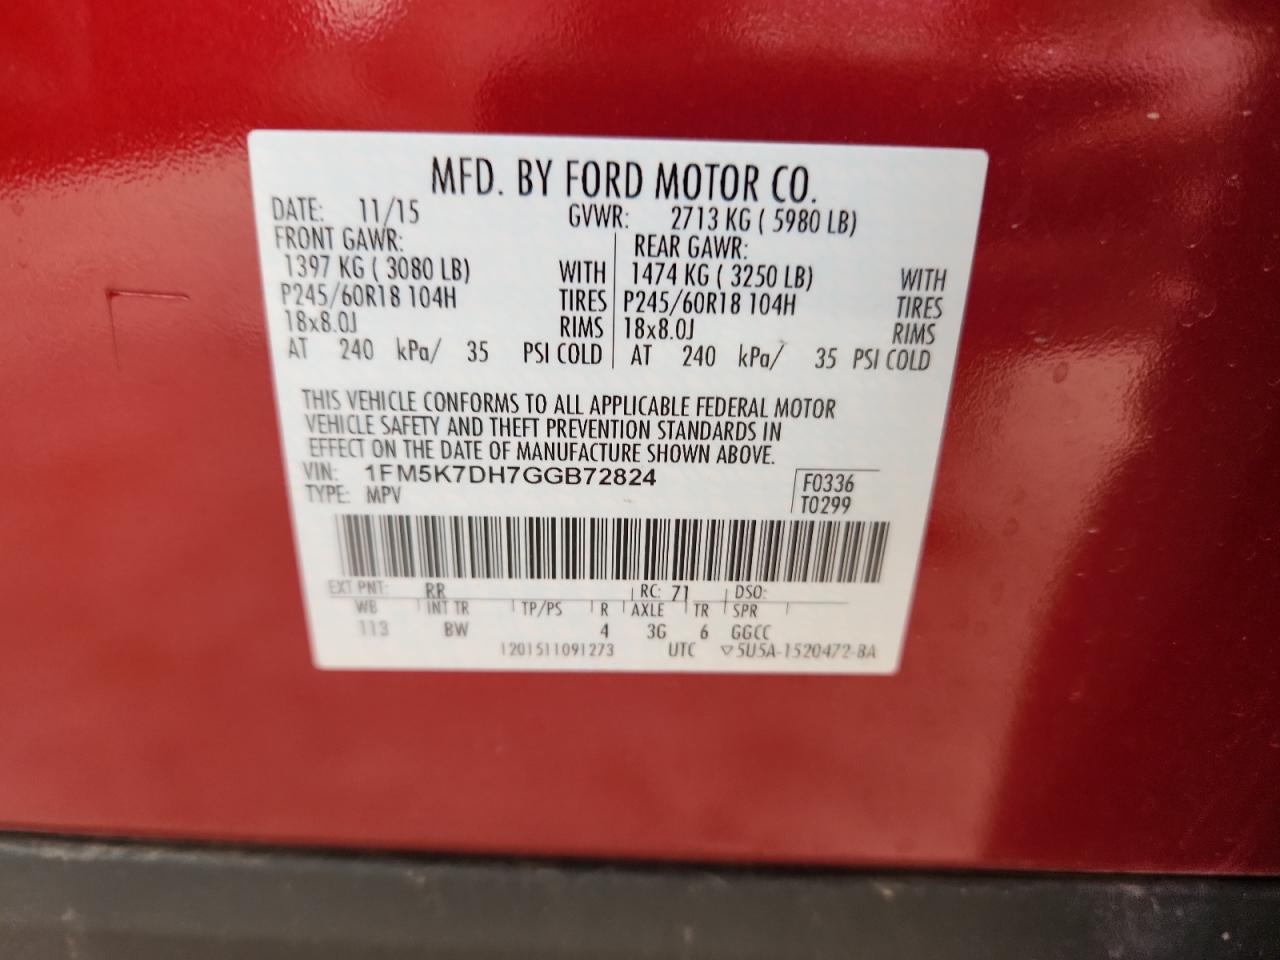 MFD. BY FORD MOTOR CO.
DATE: 11/15 GVWR: 2713 KG ( 5980 LB)
FRONT GAWR: REAR GAWR:
1397 KG ( 3080 LB) WITH 1474 KG ( 3250 LB) WITH
P245/60R18 104H TIRES P245/60R18 104H TIRES
18x8.0J RIMS 18x8.0J RIMS
AT 240 kPa/ 35 PSI COLD AT 240 kPa/ 35 PSI COLD
THIS VEHICLE CONFORMS TO ALL APPLICABLE FEDERAL MOTOR
VEHICLE SAFETY AND THEFT PREVENTION STANDARDS IN
EFFECT ON THE DATE OF MANUFACTURE SHOWN ABOVE.
VIN: 1FM5K7DH7GGB72824 F0336
TYPE: MPV T0299
EXT PNT: RR RC: 71 DSO:
WB INT TR TP/PS R AXLE TR SPR
113 BW 4 3G 6 GGCC
1201511091273 UTC ▽5U5A-1520472-BA